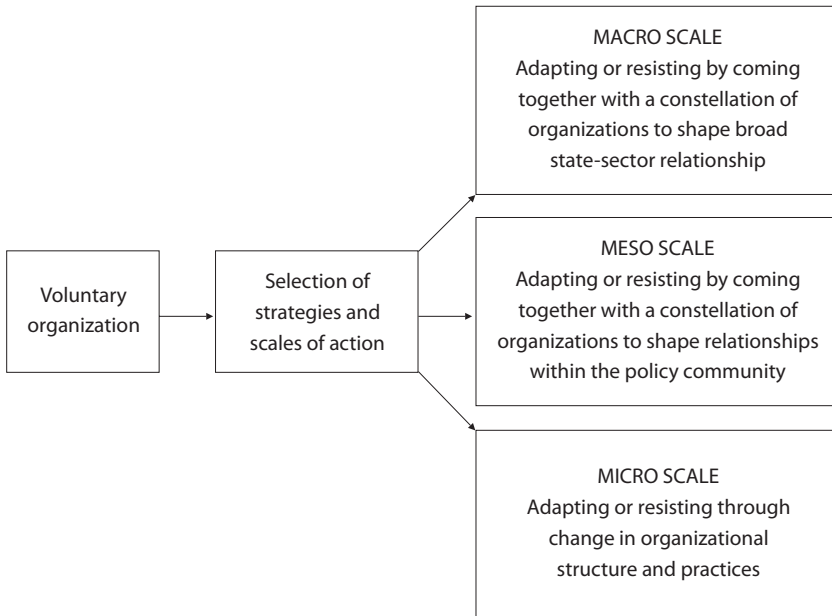 Voluntary
organization
Selection of
strategies and
scales of action
MACRO SCALE
Adapting or resisting by coming
together with a constellation of
organizations to shape broad
state-sector relationship
MESO SCALE
Adapting or resisting by coming
together with a constellation of
organizations to shape relationships
within the policy community
MICRO SCALE
Adapting or resisting through
change in organizational
structure and practices